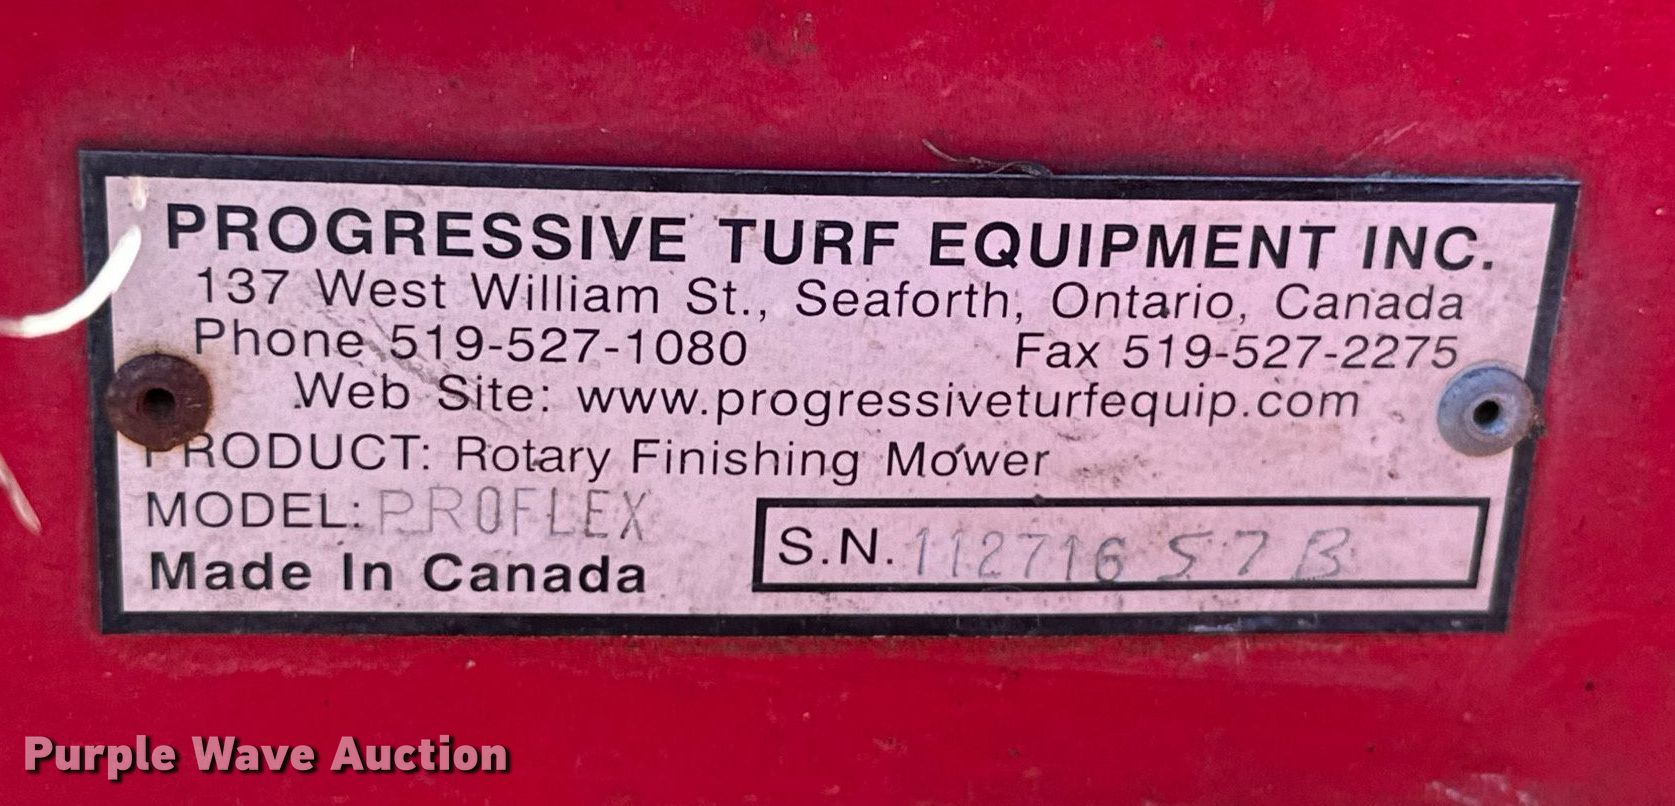 PROGRESSIVE TURF EQUIPMENT INC.
137 West William St., Seaforth, Ontario, Canada
Phone 519-527-1080 Fax 519-527-2275
Web Site: www.progressiveturfequip.com
PRODUCT: Rotary Finishing Mower
MODEL: PROFLEX
S.N. 112716 57B
Made In Canada
Purple Wave Auction